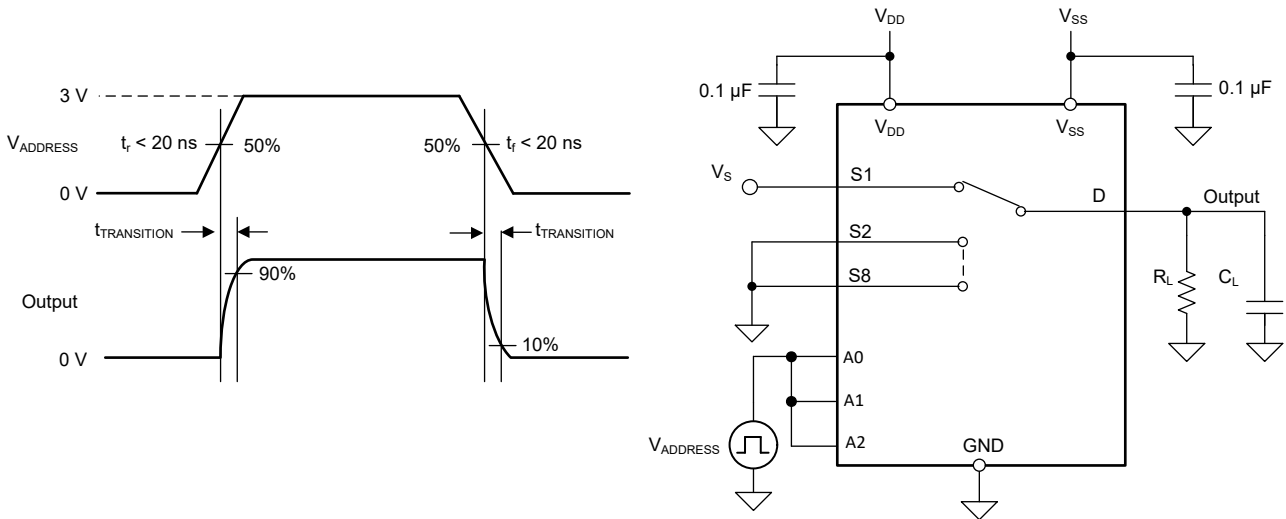 3 V
V_ADDRESS
t_r < 20 ns
50%
50%
t_f < 20 ns
0 V
t_TRANSITION
t_TRANSITION
90%
Output
10%
0 V
V_DD
V_SS
0.1 µF
0.1 µF
V_DD
V_SS
V_S
S1
D
Output
S2
S8
R_L
C_L
A0
A1
A2
V_ADDRESS
GND